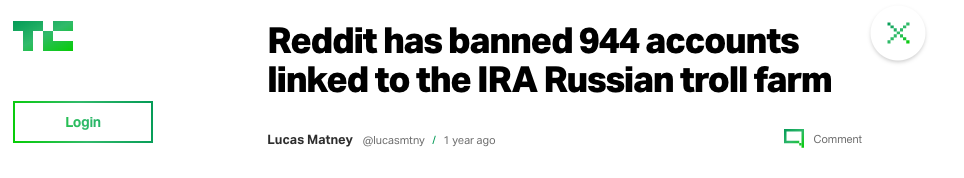 TC
Reddit has banned 944 accounts
linked to the IRA Russian troll farm
Login
Lucas Matney @lucasmtny / 1 year ago
Comment